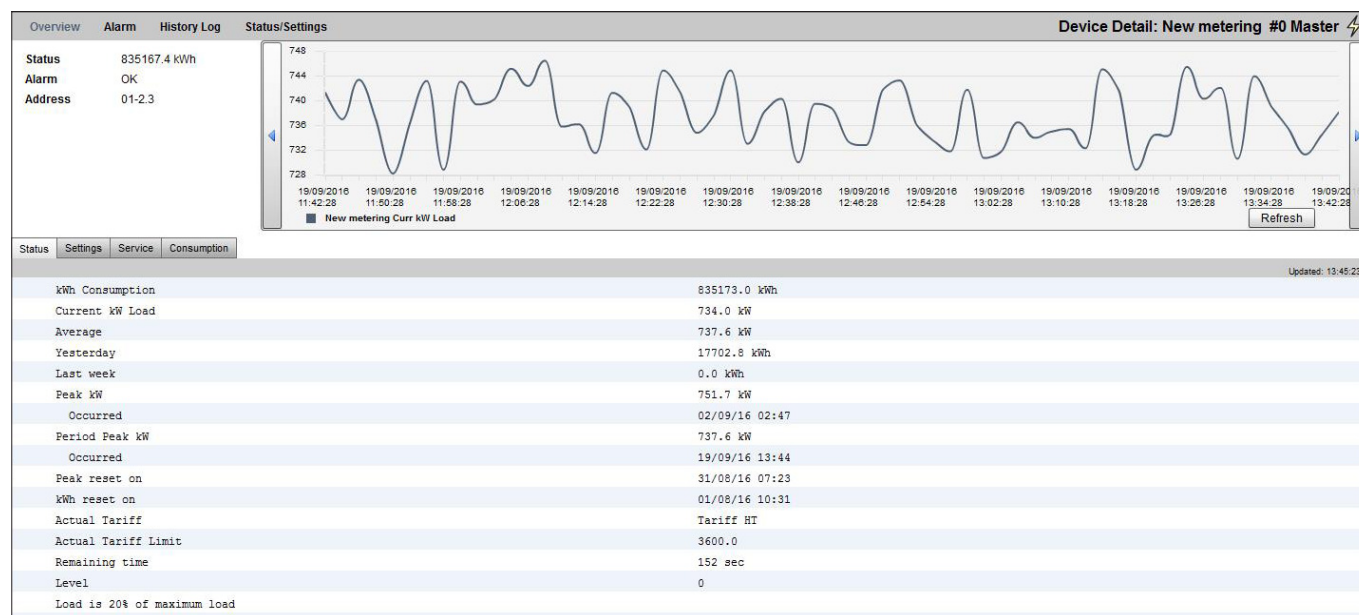 Overview Alarm History Log Status/Settings Device Detail: New metering #0 Master
Status 835167.4 kWh
Alarm OK
Address 01-2.3
748
744
740
736
732
728
19/09/2016 19/09/2016 19/09/2016 19/09/2016 19/09/2016 19/09/2016 19/09/2016 19/09/2016 19/09/2016 19/09/2016 19/09/2016 19/09/2016 19/09/2016 19/09/2016 19/09/2016 19/09/20
11:42:28 11:50:28 11:58:28 12:06:28 12:14:28 12:22:28 12:30:28 12:38:28 12:46:28 12:54:28 13:02:28 13:10:28 13:18:28 13:26:28 13:34:28 13:42:28
New metering Curr kW Load
Refresh
Status Settings Service Consumption
Updated: 13:45:23
kWh Consumption 835173.0 kWh
Current kW Load 734.0 kW
Average 737.6 kW
Yesterday 17702.8 kWh
Last week 0.0 kWh
Peak kW 751.7 kW
Occurred 02/09/16 02:47
Period Peak kW 737.6 kW
Occurred 19/09/16 13:44
Peak reset on 31/08/16 07:23
kWh reset on 01/08/16 10:31
Actual Tariff Tariff HT
Actual Tariff Limit 3600.0
Remaining time 152 sec
Level 0
Load is 20% of maximum load